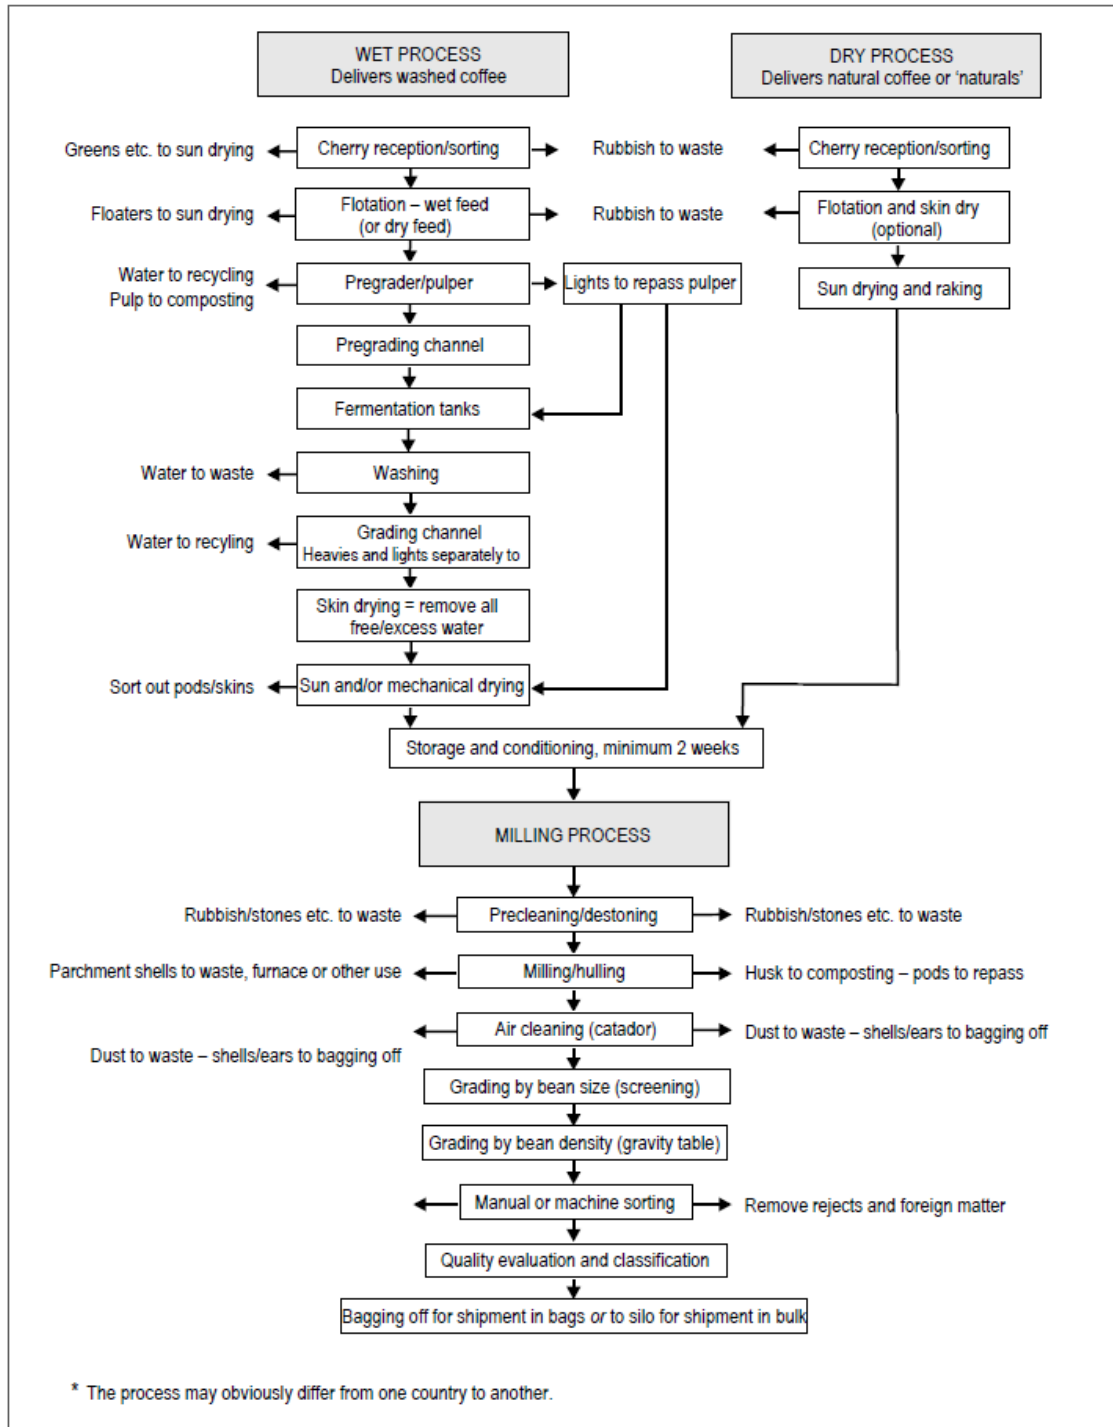 WET PROCESS
Delivers washed coffee
DRY PROCESS
Delivers natural coffee or ‘naturals’
Greens etc. to sun drying
Cherry reception/sorting
Rubbish to waste
Cherry reception/sorting
Floaters to sun drying
Flotation – wet feed
(or dry feed)
Rubbish to waste
Flotation and skin dry
(optional)
Water to recycling
Pulp to composting
Pregrader/pulper
Lights to repass pulper
Sun drying and raking
Pregrading channel
Fermentation tanks
Water to waste
Washing
Water to recyling
Grading channel
Heavies and lights separately to
Skin drying = remove all
free/excess water
Sort out pods/skins
Sun and/or mechanical drying
Storage and conditioning, minimum 2 weeks
MILLING PROCESS
Rubbish/stones etc. to waste
Precleaning/destoning
Rubbish/stones etc. to waste
Parchment shells to waste, furnace or other use
Milling/hulling
Husk to composting – pods to repass
Air cleaning (catador)
Dust to waste – shells/ears to bagging off
Dust to waste – shells/ears to bagging off
Grading by bean size (screening)
Grading by bean density (gravity table)
Manual or machine sorting
Remove rejects and foreign matter
Quality evaluation and classification
Bagging off for shipment in bags or to silo for shipment in bulk
* The process may obviously differ from one country to another.